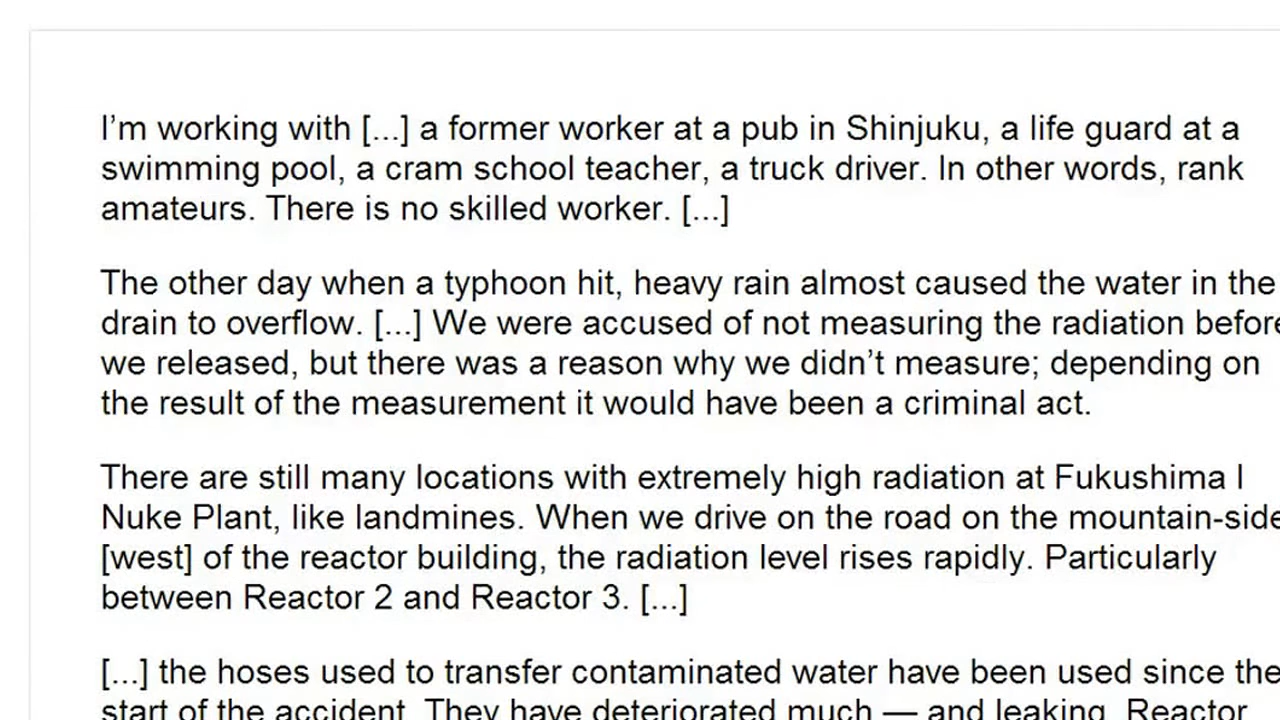 I’m working with [...] a former worker at a pub in Shinjuku, a life guard at a
swimming pool, a cram school teacher, a truck driver. In other words, rank
amateurs. There is no skilled worker. [...]
The other day when a typhoon hit, heavy rain almost caused the water in the
drain to overflow. [...] We were accused of not measuring the radiation before
we released, but there was a reason why we didn’t measure; depending on
the result of the measurement it would have been a criminal act.
There are still many locations with extremely high radiation at Fukushima I
Nuke Plant, like landmines. When we drive on the road on the mountain-side
[west] of the reactor building, the radiation level rises rapidly. Particularly
between Reactor 2 and Reactor 3. [...]
[...] the hoses used to transfer contaminated water have been used since the
start of the accident. They have deteriorated much — and leaking. Reactor